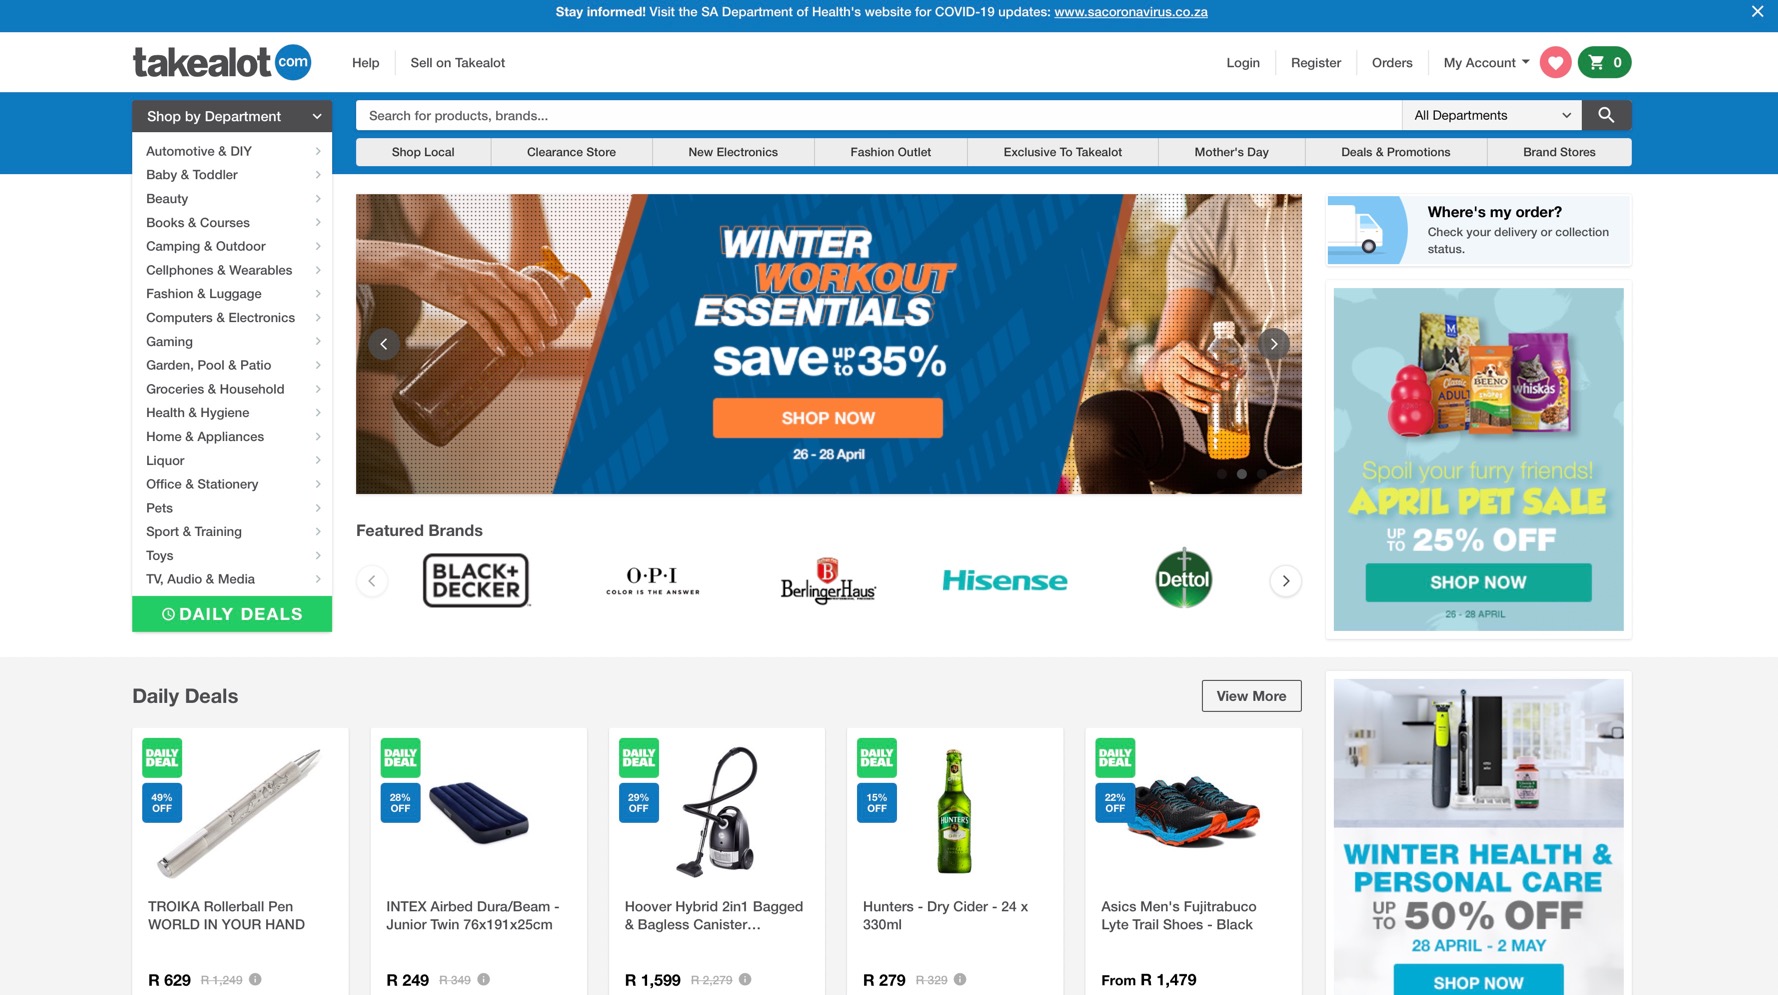 Stay informed! Visit the SA Department of Health's website for COVID-19 updates: www.sacoronavirus.co.za
takealot com
Help
Sell on Takealot
Login
Register
Orders
My Account
0
Shop by Department
Search for products, brands...
All Departments
Shop Local
Clearance Store
New Electronics
Fashion Outlet
Exclusive To Takealot
Mother's Day
Deals & Promotions
Brand Stores
Automotive & DIY
Baby & Toddler
Beauty
Books & Courses
Camping & Outdoor
Cellphones & Wearables
Fashion & Luggage
Computers & Electronics
Gaming
Garden, Pool & Patio
Groceries & Household
Health & Hygiene
Home & Appliances
Liquor
Office & Stationery
Pets
Sport & Training
Toys
TV, Audio & Media
DAILY DEALS
WINTER
WORKOUT
ESSENTIALS
save up to 35%
SHOP NOW
26 - 28 April
Where's my order?
Check your delivery or collection
status.
M
Classic
ADULT
BEENO
whiskas
Spoil your furry friends!
APRIL PET SALE
UP TO 25% OFF
SHOP NOW
26 - 28 APRIL
Featured Brands
BLACK+
DECKER
O·P·I
COLOR IS THE ANSWER
B
BerlingerHaus
Hisense
Dettol
Daily Deals
View More
DAILY
DEAL
49%
OFF
TROIKA Rollerball Pen
WORLD IN YOUR HAND
R 629 R 1,249
DAILY
DEAL
28%
OFF
INTEX Airbed Dura/Beam -
Junior Twin 76x191x25cm
R 249 R 349
DAILY
DEAL
29%
OFF
Hoover Hybrid 2in1 Bagged
& Bagless Canister...
R 1,599 R 2,279
DAILY
DEAL
15%
OFF
HUNTER'S
Hunters - Dry Cider - 24 x
330ml
R 279 R 329
DAILY
DEAL
22%
OFF
Asics Men's Fujitrabuco
Lyte Trail Shoes - Black
From R 1,479
WINTER HEALTH &
PERSONAL CARE
UP TO 50% OFF
28 APRIL - 2 MAY
SHOP NOW